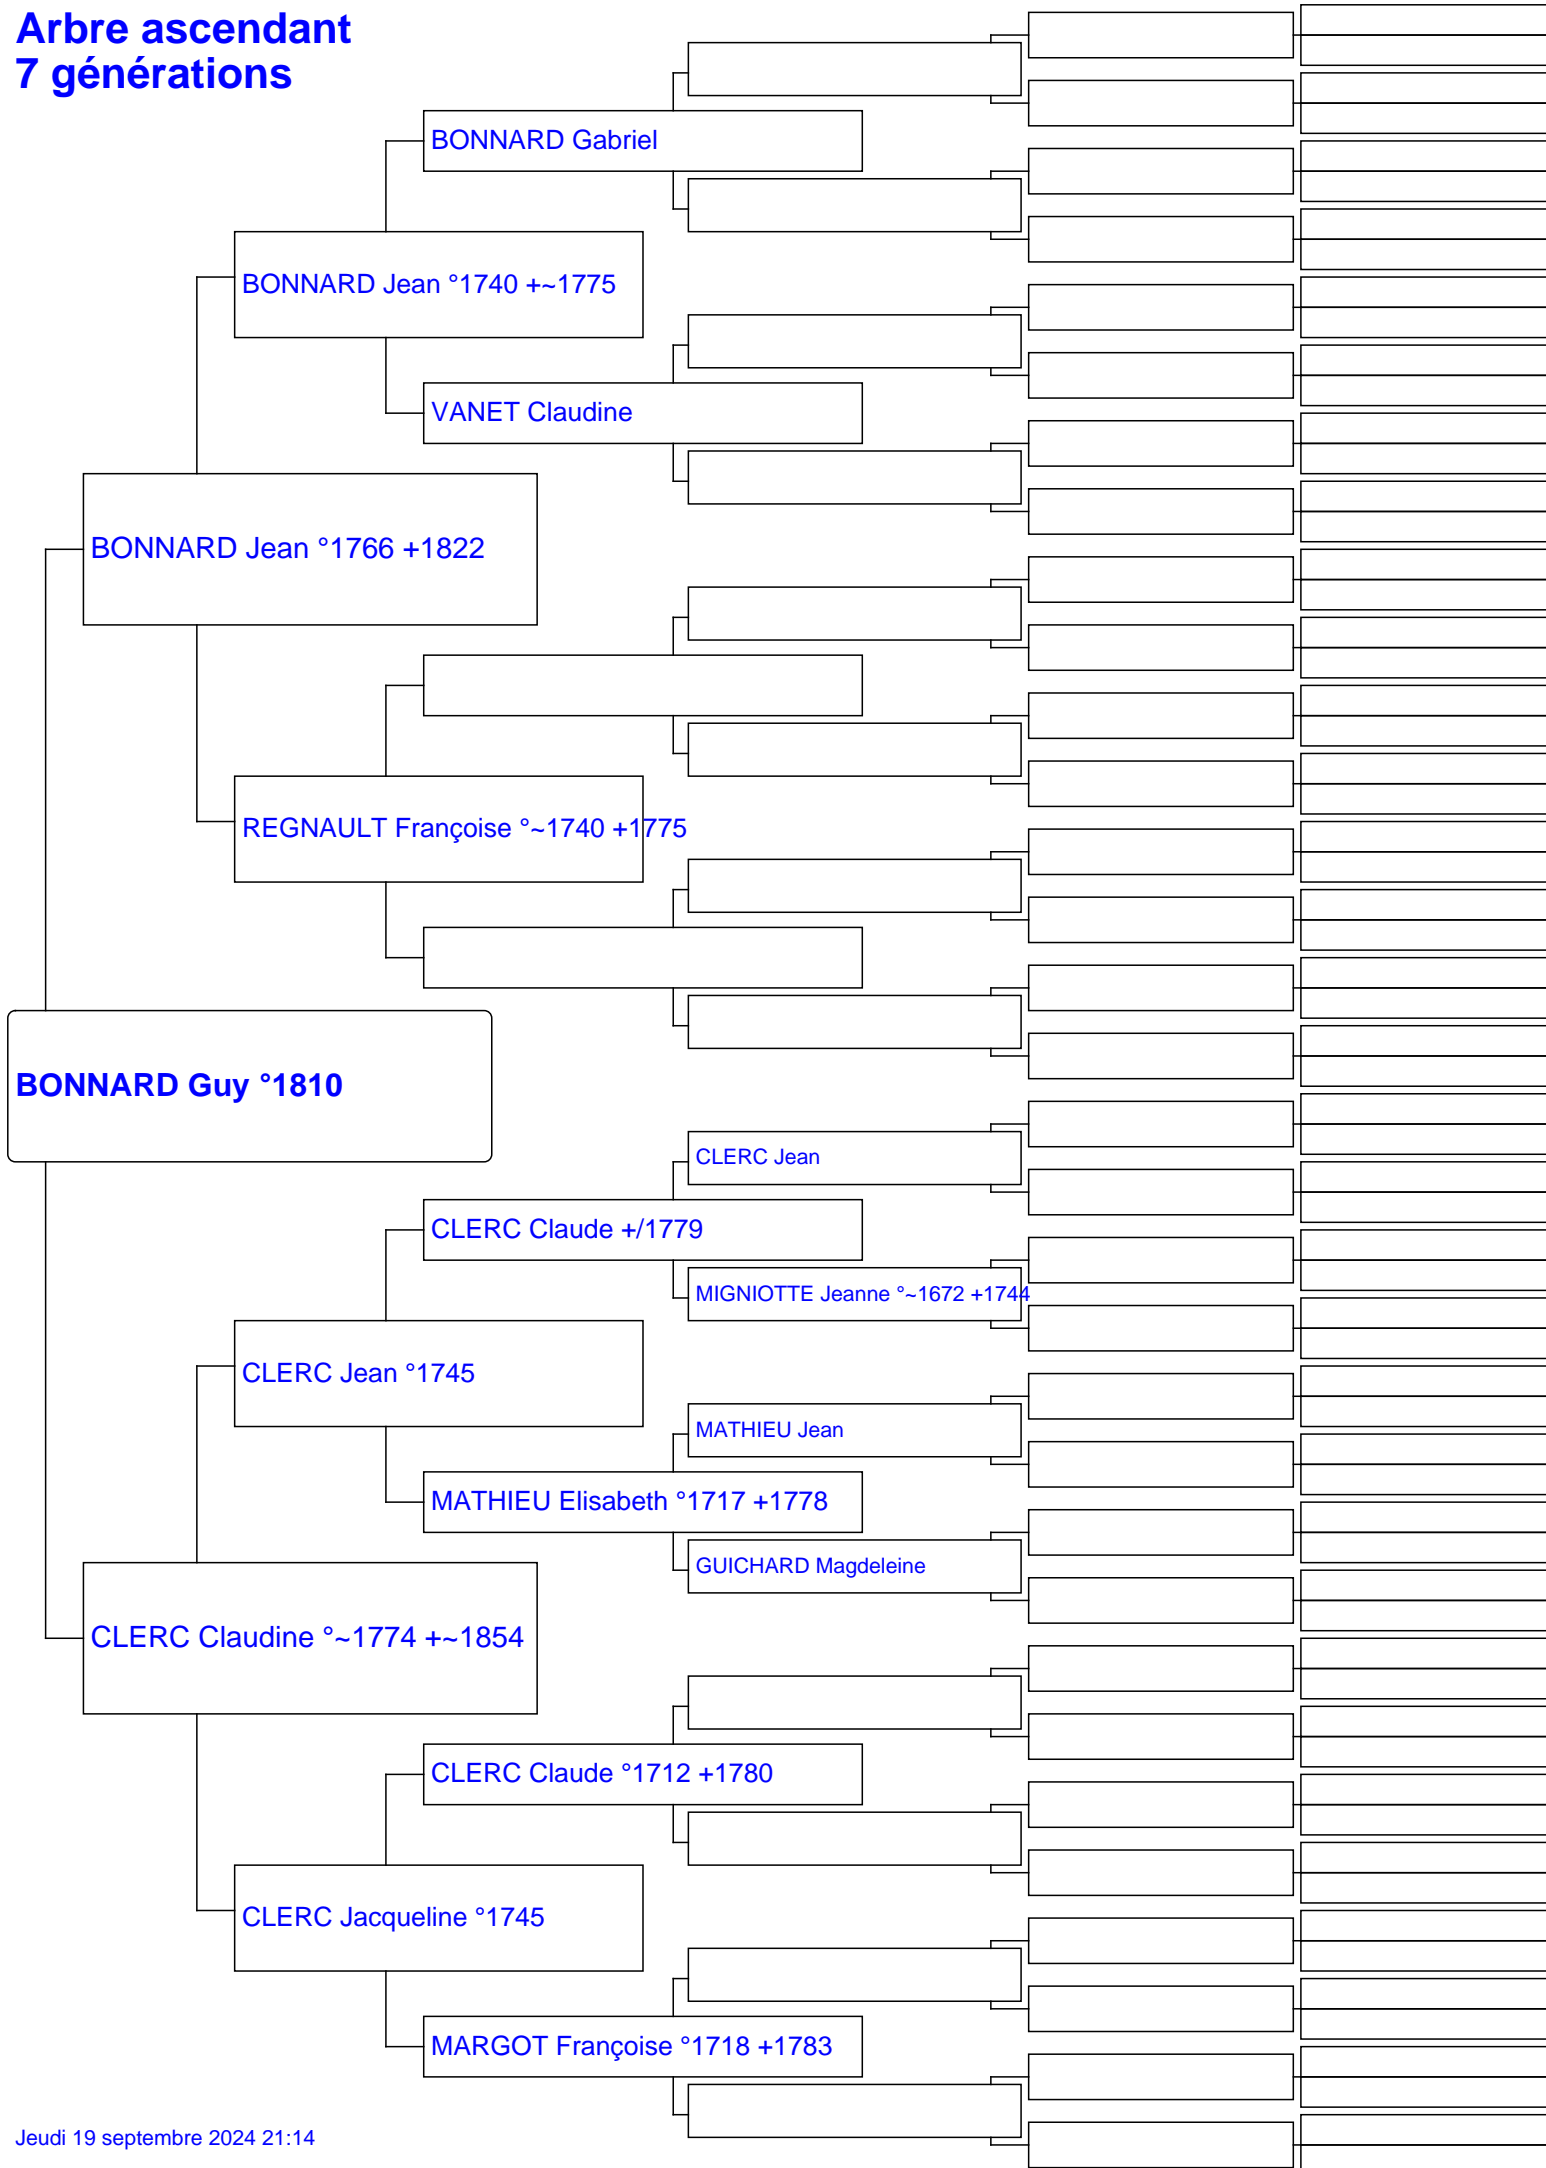 Arbre ascendant
7 générations
BONNARD Gabriel
BONNARD Jean °1740 +~1775
VANET Claudine
BONNARD Jean °1766 +1822
REGNAULT Françoise °~1740 +1775
BONNARD Guy °1810
CLERC Jean
CLERC Claude +/1779
MIGNIOTTE Jeanne °~1672 +1744
CLERC Jean °1745
MATHIEU Jean
MATHIEU Elisabeth °1717 +1778
GUICHARD Magdeleine
CLERC Claudine °~1774 +~1854
CLERC Claude °1712 +1780
CLERC Jacqueline °1745
MARGOT Françoise °1718 +1783
Jeudi 19 septembre 2024 21:14